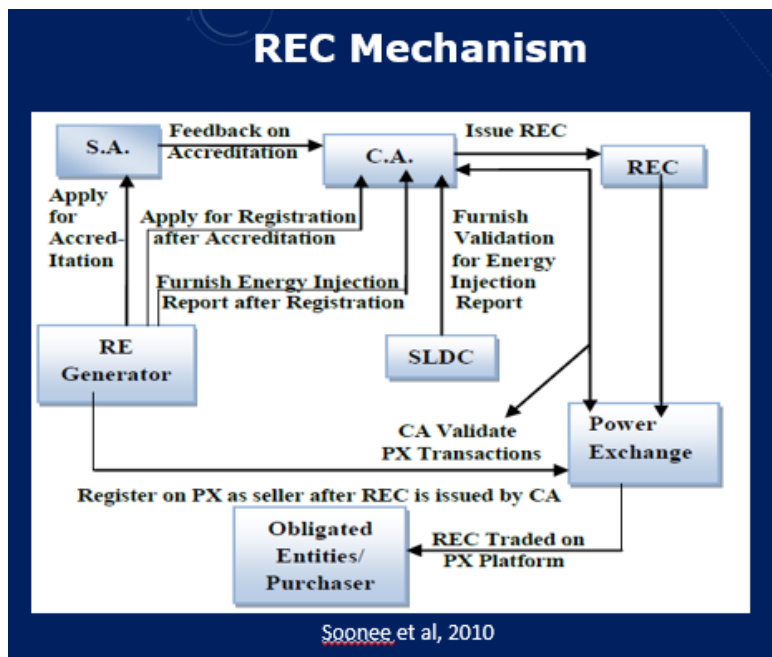 REC Mechanism
S.A.
Feedback on
Accreditation
C.A.
Issue REC
REC
Apply
for
Accred-
Itation
Apply for Registration
after Accreditation
Furnish
Validation
for Energy
Injection
Report
Furnish Energy Injection
Report after Registration
RE
Generator
SLDC
CA Validate
PX Transactions
Power
Exchange
Register on PX as seller after REC is issued by CA
Obligated
Entities/
Purchaser
REC Traded on
PX Platform
Soonee et al, 2010